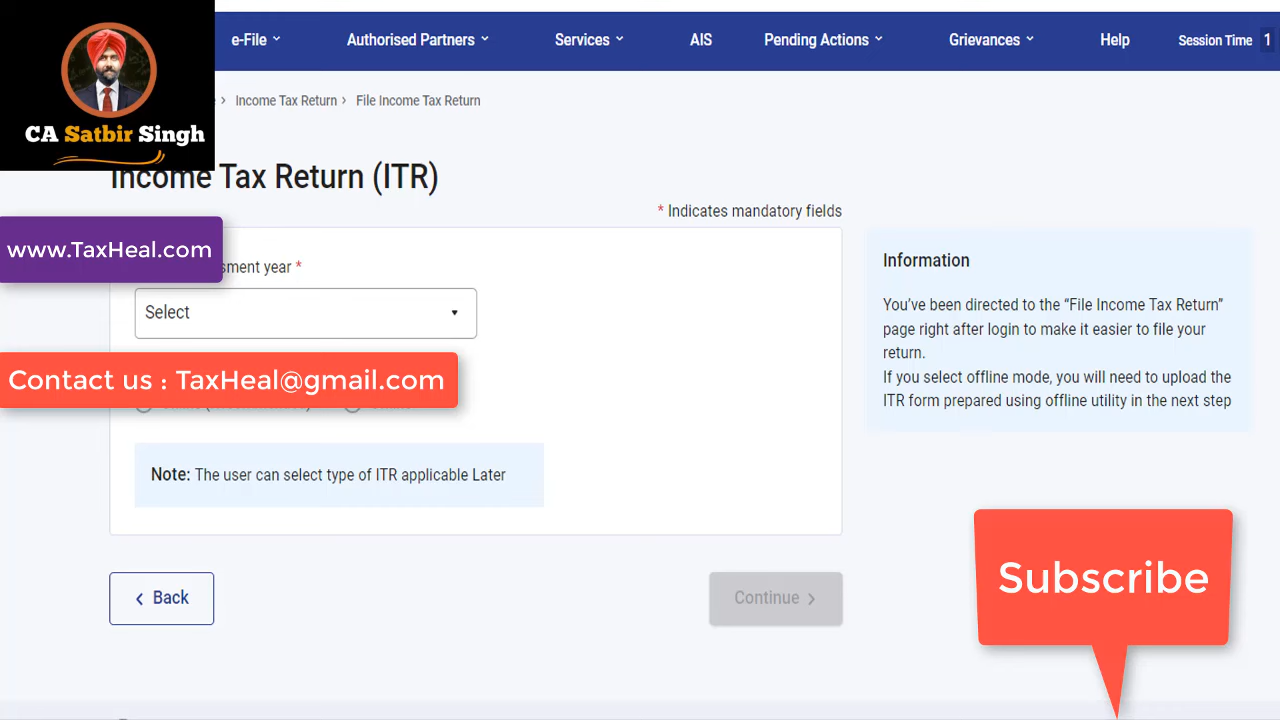 e-File
Authorised Partners
Services
AIS
Pending Actions
Grievances
Help
Session Time 1
CA Satbir Singh
› Income Tax Return › File Income Tax Return
Income Tax Return (ITR)
* Indicates mandatory fields
www.TaxHeal.com
year *
Select
Contact us : TaxHeal@gmail.com
Note: The user can select type of ITR applicable Later
Information
You've been directed to the “File Income Tax Return”
page right after login to make it easier to file your
return.
If you select offline mode, you will need to upload the
ITR form prepared using offline utility in the next step
Back
Continue
Subscribe